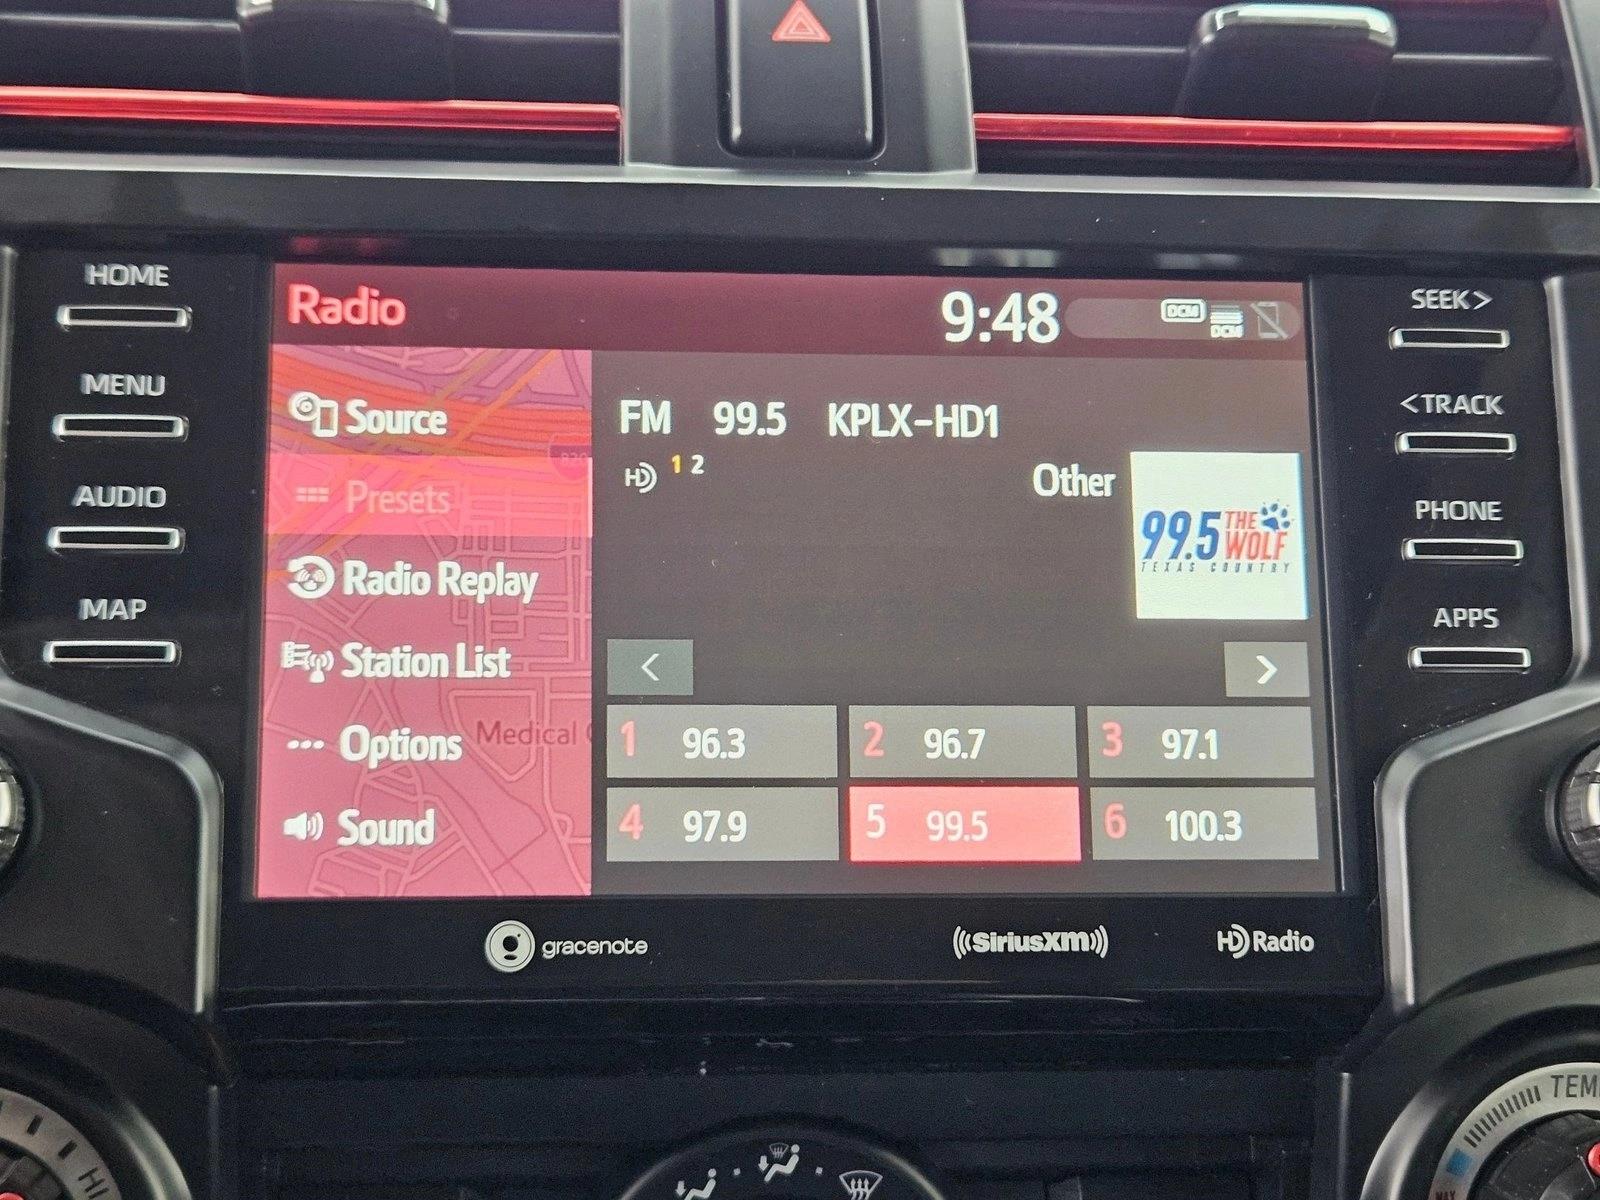 HOME
MENU
AUDIO
MAP
Radio
9:48
DCM
DCM
Source
Presets
Radio Replay
Station List
Options
Sound
Medical
FM 99.5 KPLX-HD1
HD 1 2
Other
99.5 THE WOLF
TEXAS COUNTRY
<
>
1 96.3
2 96.7
3 97.1
4 97.9
5 99.5
6 100.3
SEEK>
<TRACK
PHONE
APPS
gracenote
((SiriusXM))
HD Radio
HI
TEM